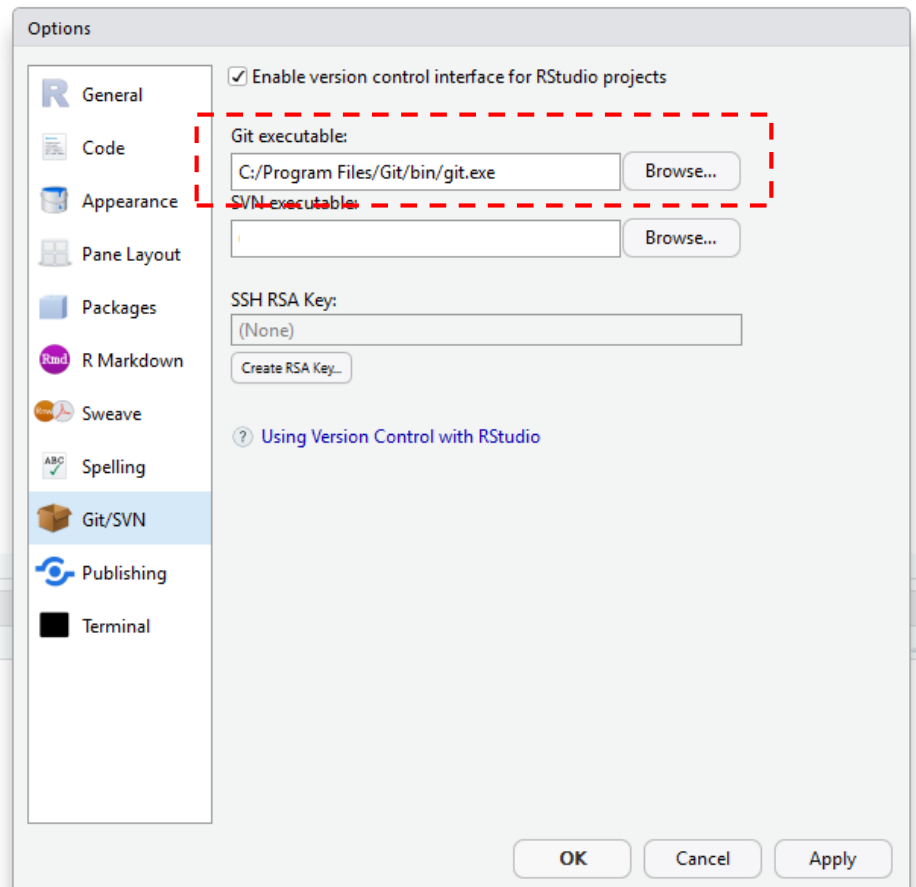 Options
General
Code
Appearance
Pane Layout
Packages
Rmd R Markdown
Rnw Sweave
ABC Spelling
Git/SVN
Publishing
Terminal
Enable version control interface for RStudio projects
Git executable:
C:/Program Files/Git/bin/git.exe Browse...
SVN executable:
Browse...
SSH RSA Key:
(None)
Create RSA Key...
? Using Version Control with RStudio
OK Cancel Apply